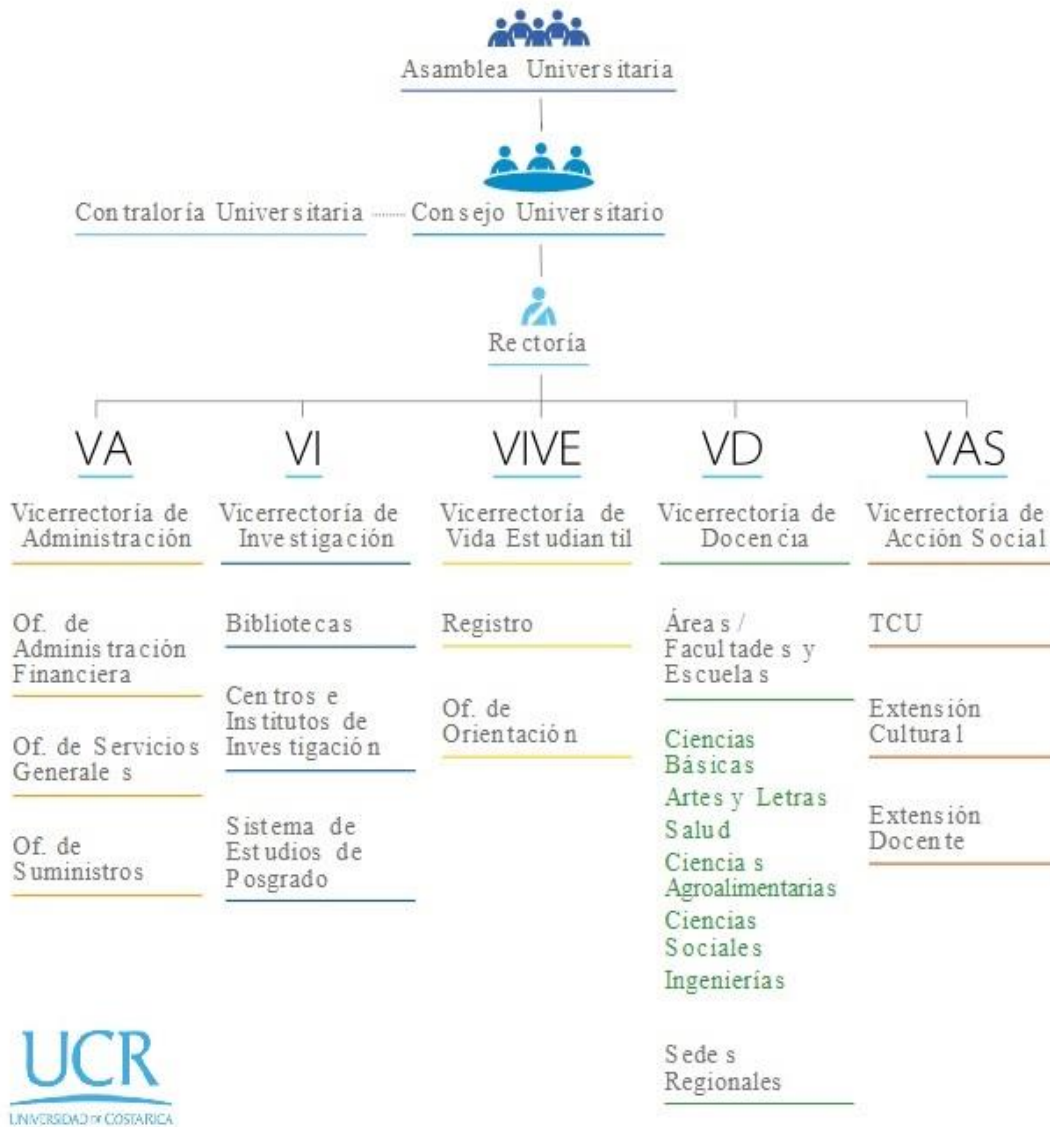 Asamblea Universitaria
Contraloría Universitaria
Consejo Universitario
Rectoría
VA
Vicerrectoría de
Administración
Of. de
Administración
Financiera
Of. de Servicios
Generales
Of. de
Suministros
VI
Vicerrectoría de
Investigación
Bibliotecas
Centros e
Institutos de
Investigación
Sistema de
Estudios de
Posgrado
VIVE
Vicerrectoría de
Vida Estudiantil
Registro
Of. de
Orientación
VD
Vicerrectoría de
Docencia
Áreas /
Facultades y
Escuelas
Ciencias
Básicas
Artes y Letras
Salud
Ciencias
Agroalimentarias
Ciencias
Sociales
Ingenierías
Sedes
Regionales
VAS
Vicerrectoría de
Acción Social
TCU
Extensión
Cultural
Extensión
Docente
UCR
UNIVERSIDAD DE COSTA RICA